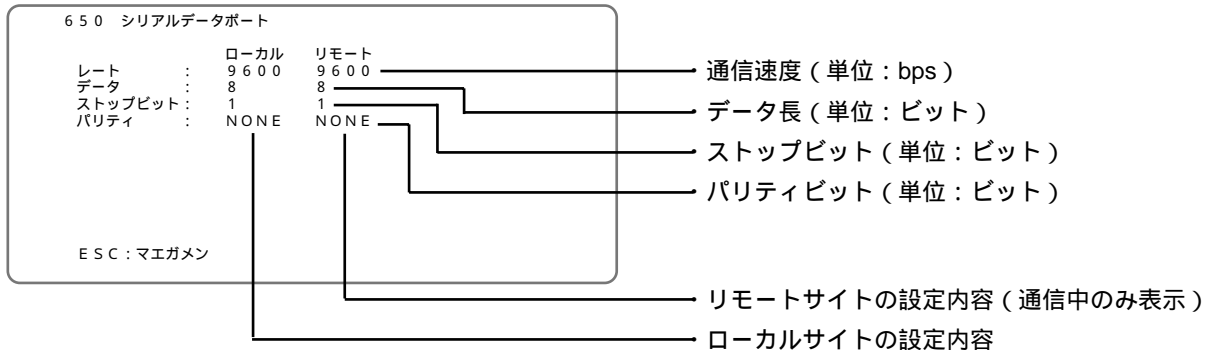 ６５０　シリアルデータポート
ローカル　リモート
レート　：　９６００　９６００
データ　：　８　８
ストップビット：　１　１
パリティ　：　ＮＯＮＥ　ＮＯＮＥ
ＥＳＣ：マエガメン
通信速度（単位：bps）
データ長（単位：ビット）
ストップビット（単位：ビット）
パリティビット（単位：ビット）
リモートサイトの設定内容（通信中のみ表示）
ローカルサイトの設定内容